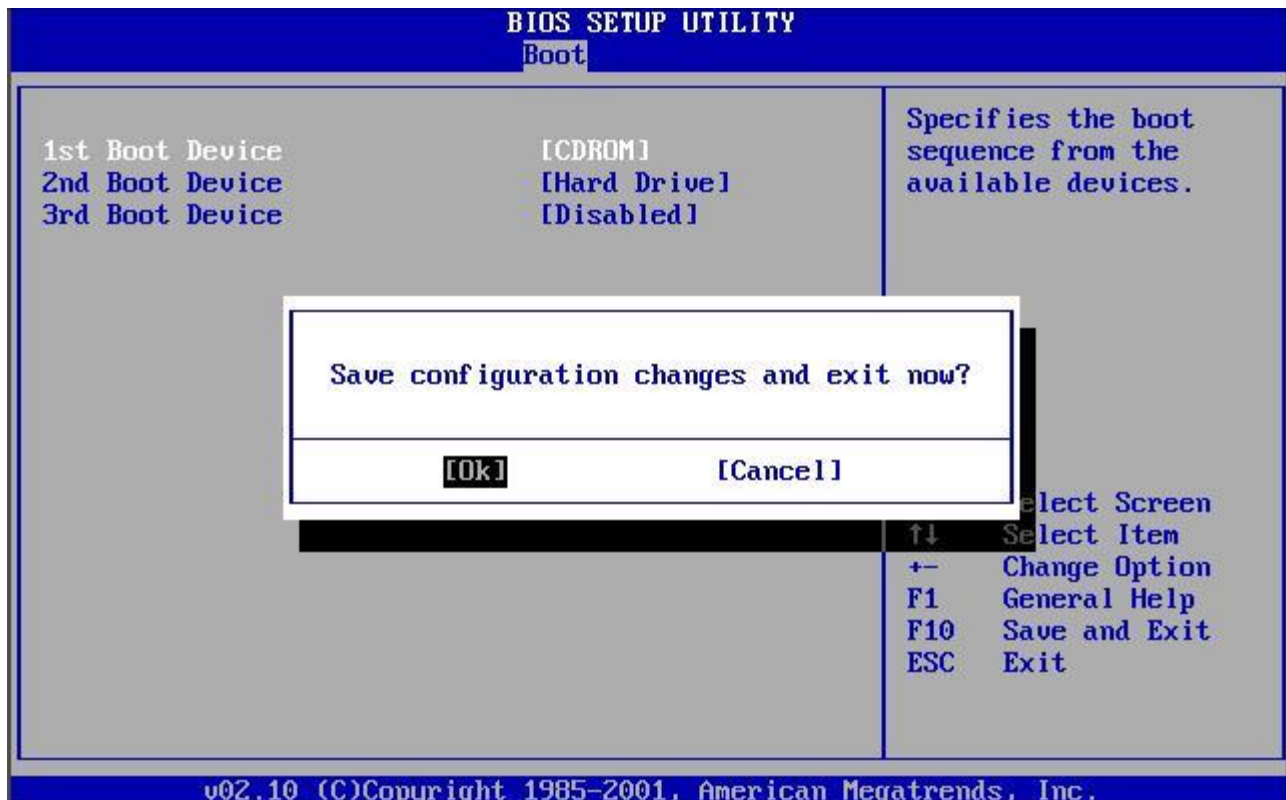 BIOS SETUP UTILITY
Boot
1st Boot Device [CDROM]
2nd Boot Device [Hard Drive]
3rd Boot Device [Disabled]
Specifies the boot
sequence from the
available devices.
Save configuration changes and exit now?
[Ok] [Cancel]
elect Screen
↑↓ Select Item
+- Change Option
F1 General Help
F10 Save and Exit
ESC Exit
v02.10 (C)Copyright 1985-2001, American Megatrends, Inc.